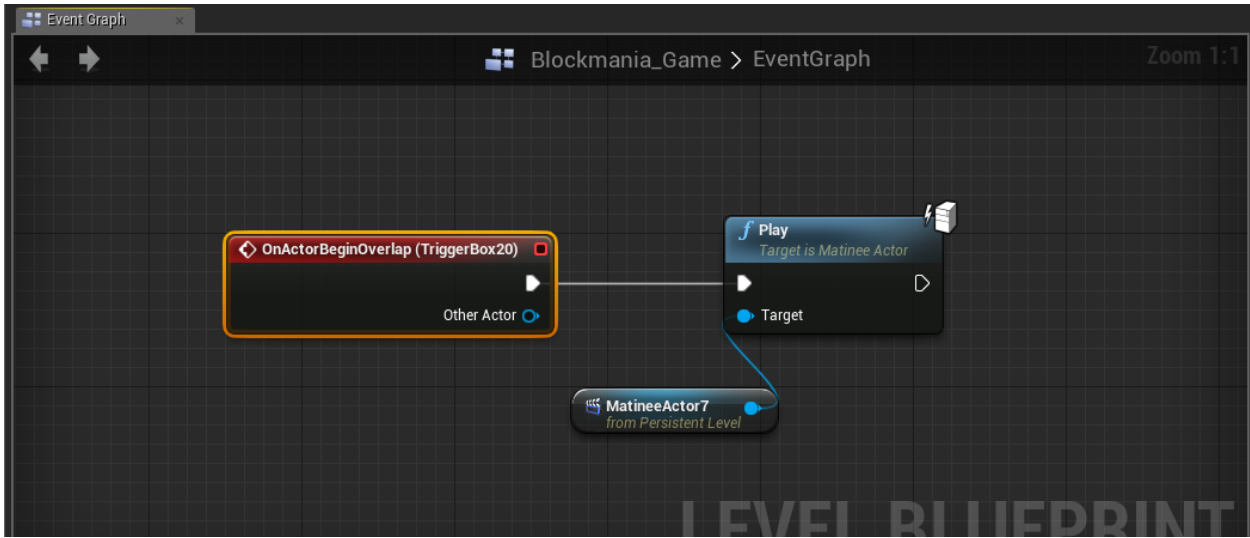 Event Graph
Blockmania_Game > EventGraph
Zoom 1:1
OnActorBeginOverlap (TriggerBox20)
Other Actor
f Play
Target is Matinee Actor
Target
MatineeActor7
from Persistent Level
LEVEL BLUEPRINT